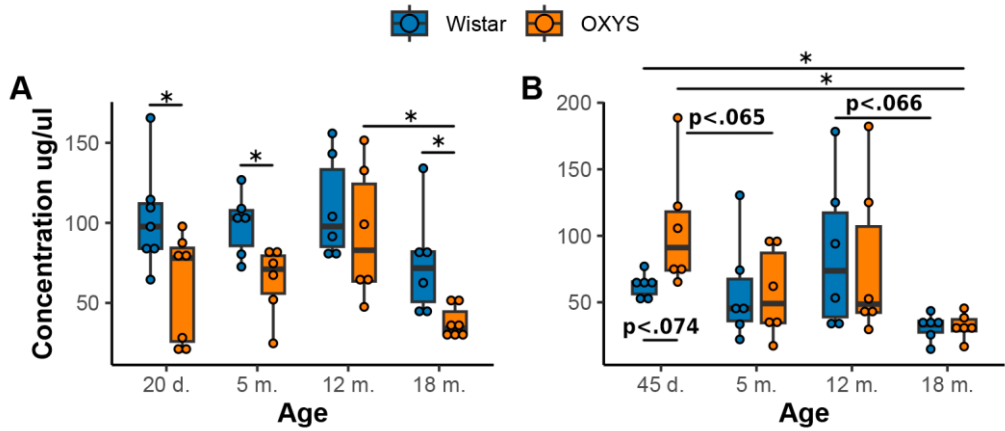 Wistar OXYS
A
B
Concentration ug/ul
150
100
50
* * * *
20 d. 5 m. 12 m. 18 m.
Age
200
150
100
50
*
*
p<.065
p<.066
p<.074
45 d. 5 m. 12 m. 18 m.
Age